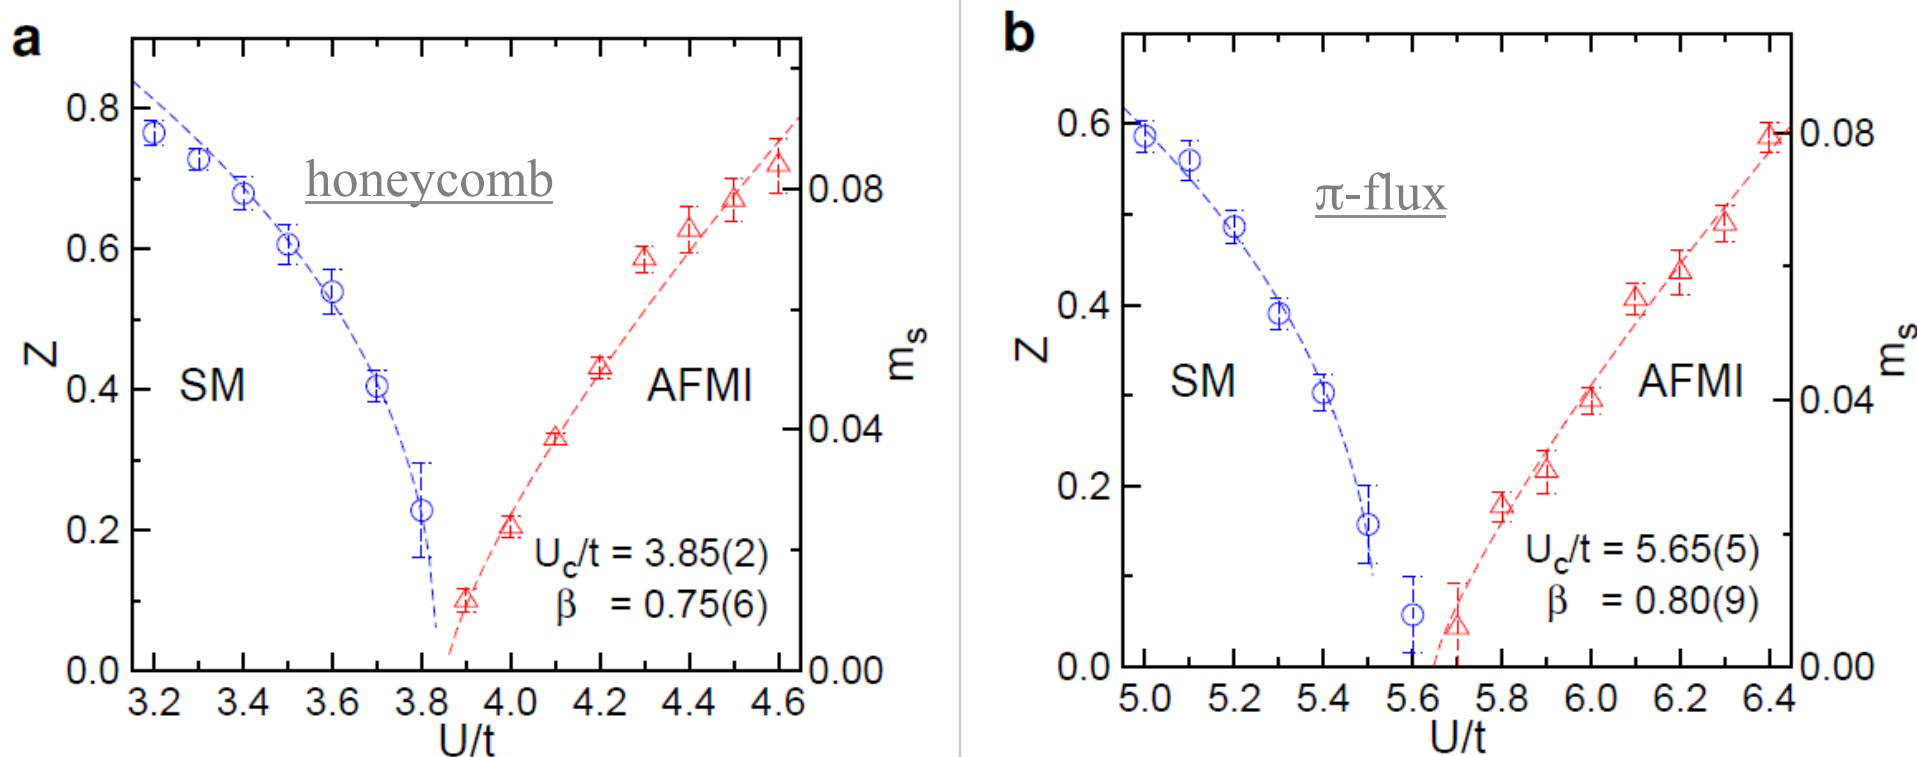 a
honeycomb
Z
0.8
0.6
0.4
0.2
0.0
SM
AFMI
U_c/t = 3.85(2)
β = 0.75(6)
m_s
0.08
0.04
0.00
3.2 3.4 3.6 3.8 4.0 4.2 4.4 4.6
U/t
b
π-flux
Z
0.6
0.4
0.2
0.0
SM
AFMI
U_c/t = 5.65(5)
β = 0.80(9)
m_s
0.08
0.04
0.00
5.0 5.2 5.4 5.6 5.8 6.0 6.2 6.4
U/t